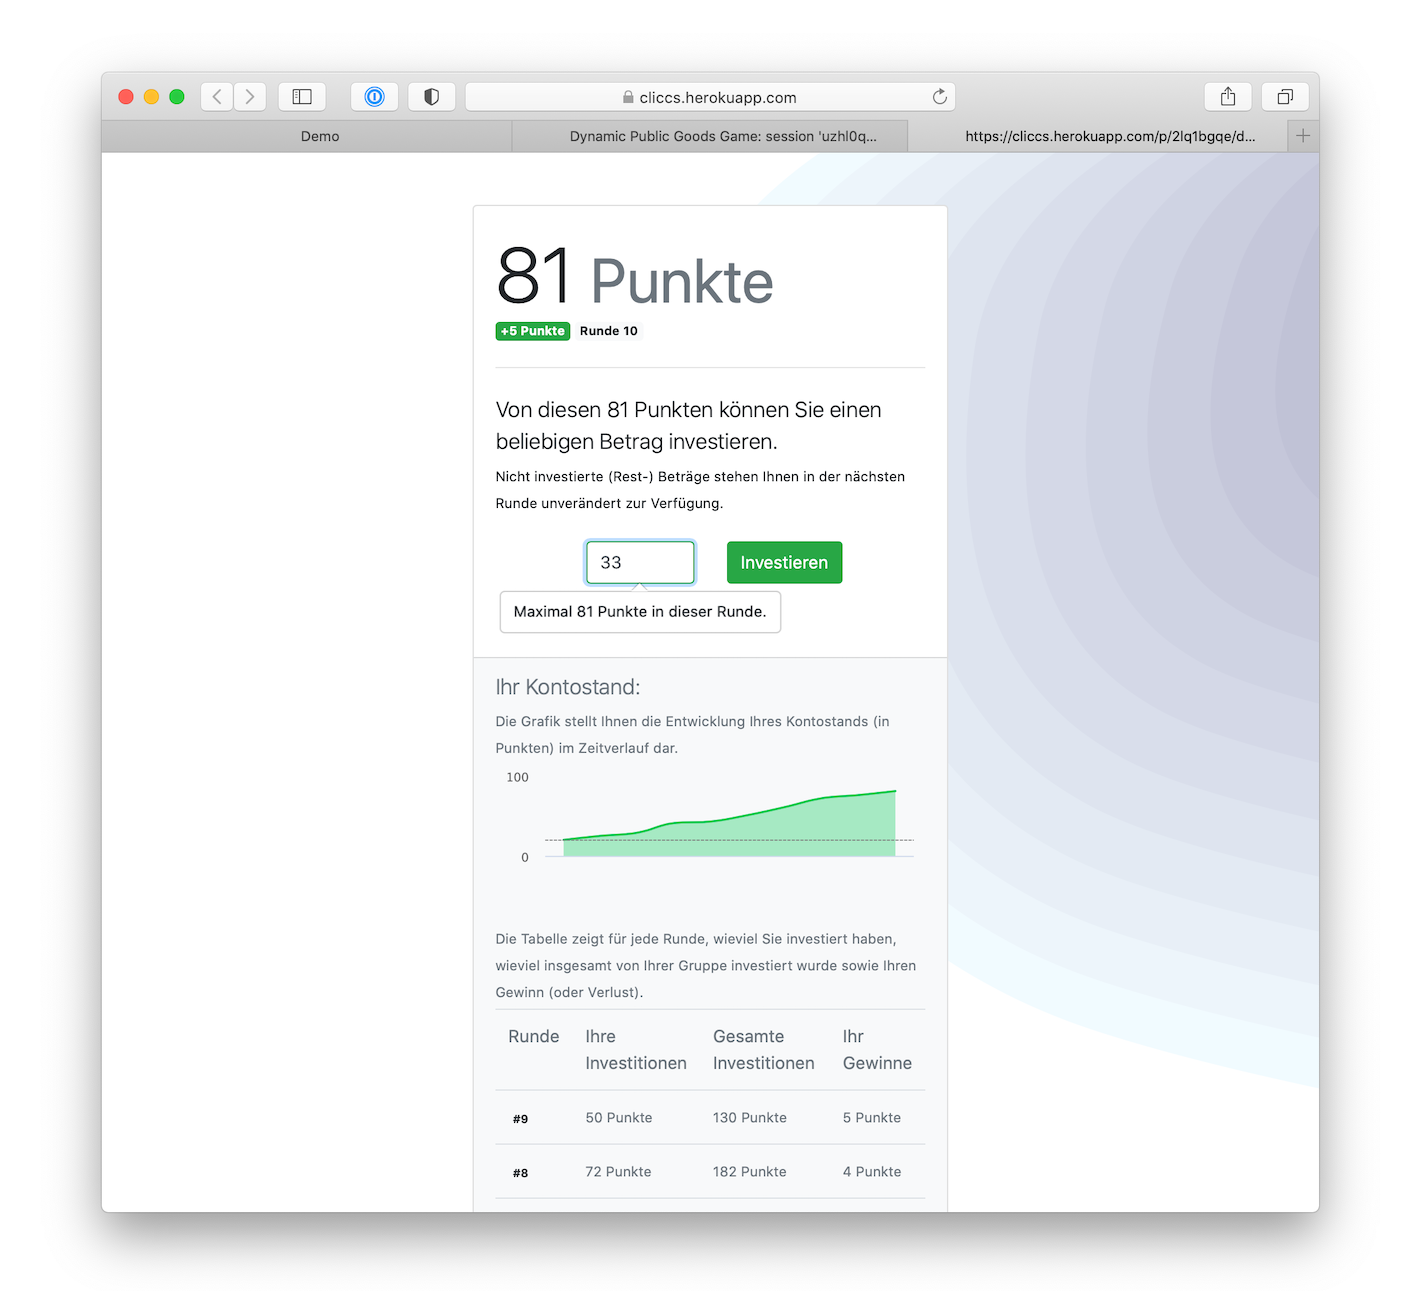 cliccs.herokuapp.com
Demo
Dynamic Public Goods Game: session 'uzhl0q...
https://cliccs.herokuapp.com/p/2lq1bgqe/d...
81 Punkte
+5 Punkte Runde 10
Von diesen 81 Punkten können Sie einen
beliebigen Betrag investieren.
Nicht investierte (Rest-) Beträge stehen Ihnen in der nächsten
Runde unverändert zur Verfügung.
33
Investieren
Maximal 81 Punkte in dieser Runde.
Ihr Kontostand:
Die Grafik stellt Ihnen die Entwicklung Ihres Kontostands (in
Punkten) im Zeitverlauf dar.
100
0
Die Tabelle zeigt für jede Runde, wieviel Sie investiert haben,
wieviel insgesamt von Ihrer Gruppe investiert wurde sowie Ihren
Gewinn (oder Verlust).
Runde Ihre Gesamte Ihr
Investitionen Investitionen Gewinne
#9 50 Punkte 130 Punkte 5 Punkte
#8 72 Punkte 182 Punkte 4 Punkte